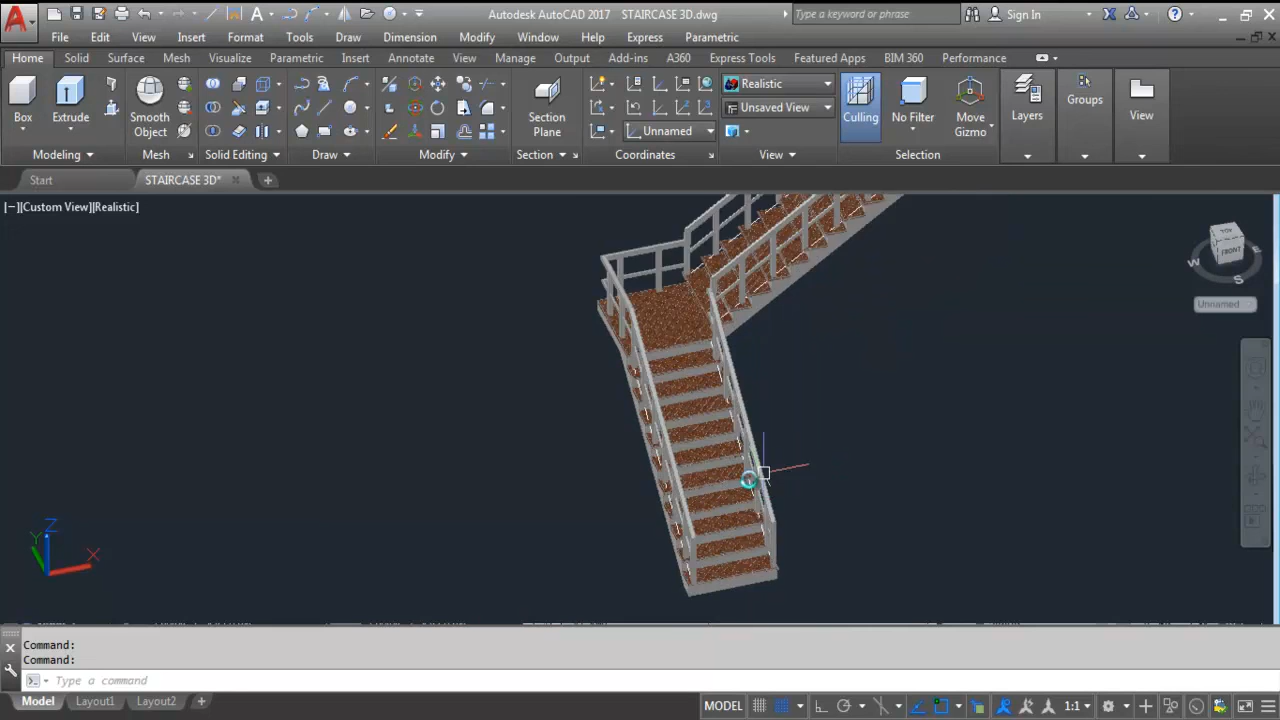 Autodesk AutoCAD 2017 STAIRCASE 3D.dwg
Type a keyword or phrase
Sign In
File Edit View Insert Format Tools Draw Dimension Modify Window Help Express Parametric
Home Solid Surface Mesh Visualize Parametric Insert Annotate View Manage Output Add-ins A360 Express Tools Featured Apps BIM 360 Performance
Realistic
Unsaved View
Unnamed
Box Extrude Smooth Object Section Plane Culling No Filter Move Gizmo Layers Groups View
Modeling Mesh Solid Editing Draw Modify Section Coordinates View Selection
Start STAIRCASE 3D*
[−][Custom View][Realistic]
TOP
FRONT
W E
S
Unnamed
Z
Y
X
Command:
Command:
Type a command
Model Layout1 Layout2
MODEL 1:1